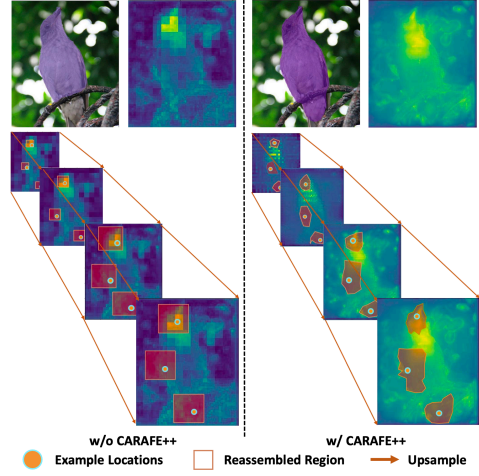 w/o CARAFE++
w/ CARAFE++
Example Locations
Reassembled Region
Upsample